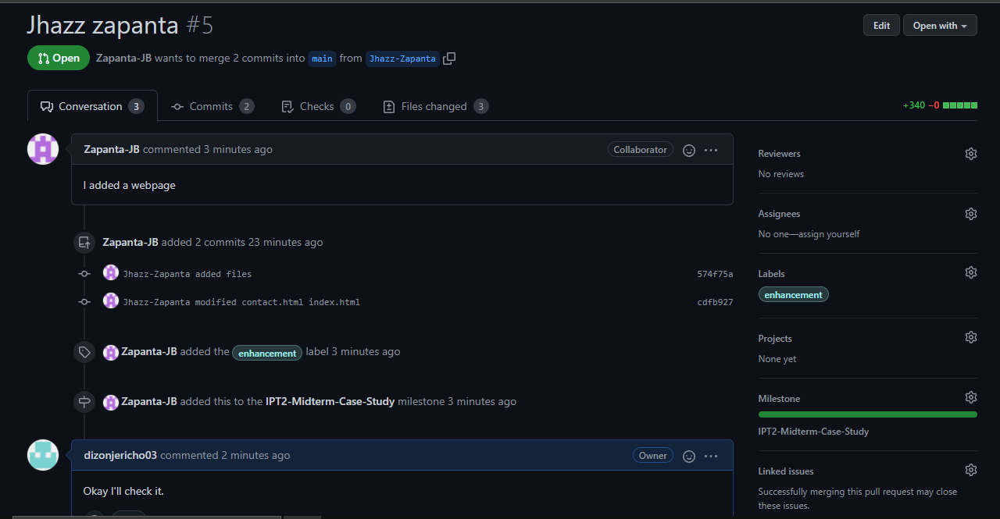 Jhazz zapanta #5
Edit
Open with
Open
Zapanta-JB wants to merge 2 commits into main from Jhazz-Zapanta
Conversation 3
Commits 2
Checks 0
Files changed 3
+340 −0
Zapanta-JB commented 3 minutes ago
Collaborator
I added a webpage
Zapanta-JB added 2 commits 23 minutes ago
Jhazz-Zapanta added files
574f75a
Jhazz-Zapanta modified contact.html index.html
cdfb927
Zapanta-JB added the enhancement label 3 minutes ago
Zapanta-JB added this to the IPT2-Midterm-Case-Study milestone 3 minutes ago
dizonjericho03 commented 2 minutes ago
Owner
Okay I'll check it.
Reviewers
No reviews
Assignees
No one—assign yourself
Labels
enhancement
Projects
None yet
Milestone
IPT2-Midterm-Case-Study
Linked issues
Successfully merging this pull request may close
these issues.